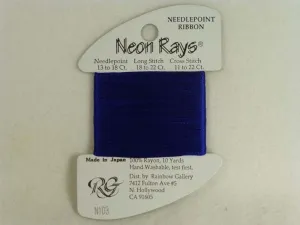 NEEDLEPOINT
RIBBON
Neon Rays®
Needlepoint Long Stitch Cross Stitch
13 to 18 Ct. 18 to 22 Ct. 11 to 22 Ct.
Made in Japan 100% Rayon, 10 Yards
Hand Washable, test first.
RG
Dist. by Rainbow Gallery
7412 Fulton Ave #5
N. Hollywood
CA 91605
N103